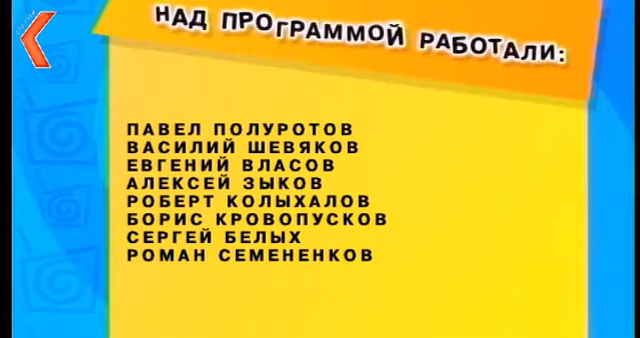 НАД ПРОГРАММОЙ РАБОТАЛИ:
ПАВЕЛ ПОЛУРОТОВ
ВАСИЛИЙ ШЕВЯКОВ
ЕВГЕНИЙ ВЛАСОВ
АЛЕКСЕЙ ЗЫКОВ
РОБЕРТ КОЛЫХАЛОВ
БОРИС КРОВОПУСКОВ
СЕРГЕЙ БЕЛЫХ
РОМАН СЕМЕНЕНКОВ